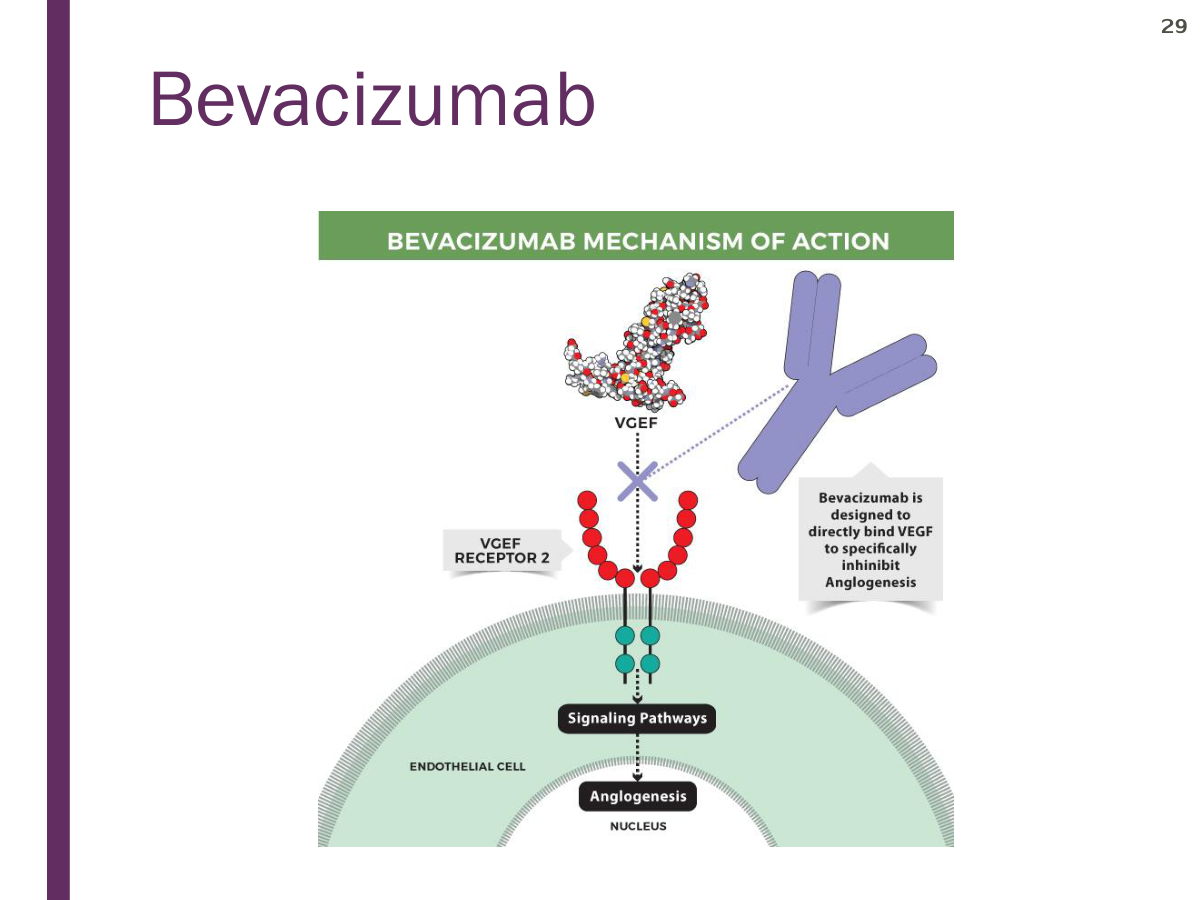 29
Bevacizumab
BEVACIZUMAB MECHANISM OF ACTION
VGEF
VGEF
RECEPTOR 2
Bevacizumab is
designed to
directly bind VEGF
to specifically
inhinibit
Anglogenesis
Signaling Pathways
ENDOTHELIAL CELL
Anglogenesis
NUCLEUS